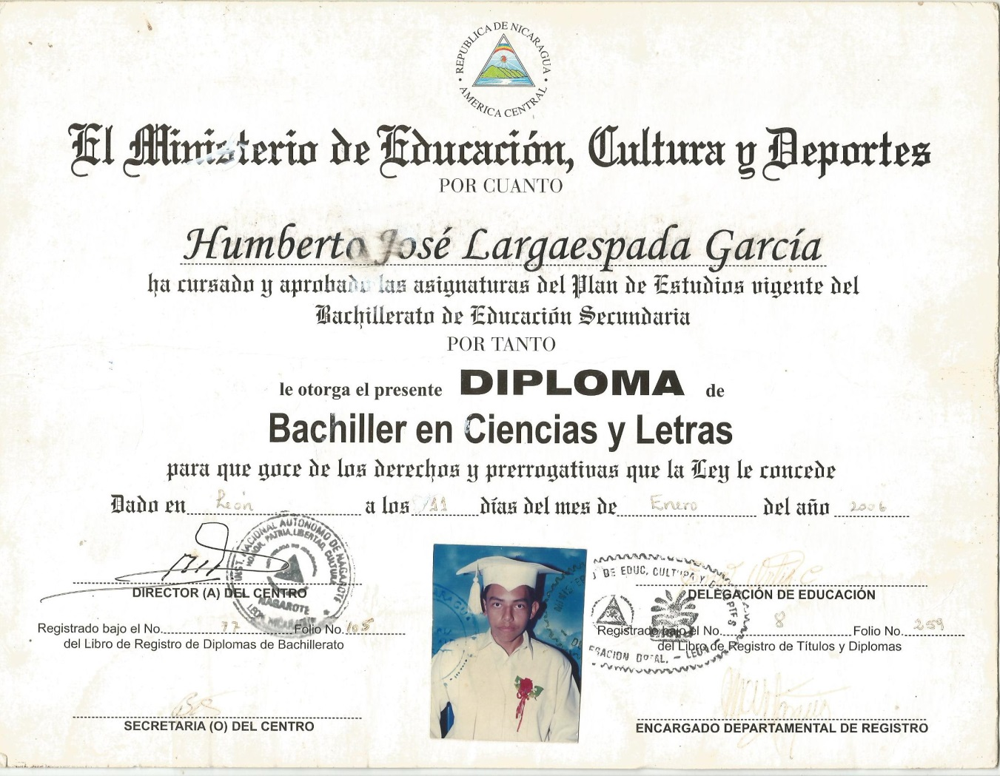 REPUBLICA DE NICARAGUA
AMERICA CENTRAL
El Ministerio de Educación, Cultura y Deportes
POR CUANTO
Humberto José Largaespada García
ha cursado y aprobado las asignaturas del Plan de Estudios vigente del
Bachillerato de Educación Secundaria
POR TANTO
le otorga el presente DIPLOMA de
Bachiller en Ciencias y Letras
para que goce de los derechos y prerrogativas que la Ley le concede
Dado en León a los 11 días del mes de Enero del año 2006
INST. NACIONAL AUTONOMO DE NAGAROTE
HONOR, PATRIA, LIBERTAD, CULTURA
NAGAROTE
LEON NICARAGUA
DIRECTOR (A) DEL CENTRO
Registrado bajo el No. 77 Folio No. 105
del Libro de Registro de Diplomas de Bachillerato
SECRETARIA (O) DEL CENTRO
DE EDUC, CULTURA Y DEPORTES
LEON
DELEGACIÓN DE EDUCACIÓN
Registrado bajo el No. 8 Folio No. 259
del Libro de Registro de Títulos y Diplomas
ENCARGADO DEPARTAMENTAL DE REGISTRO